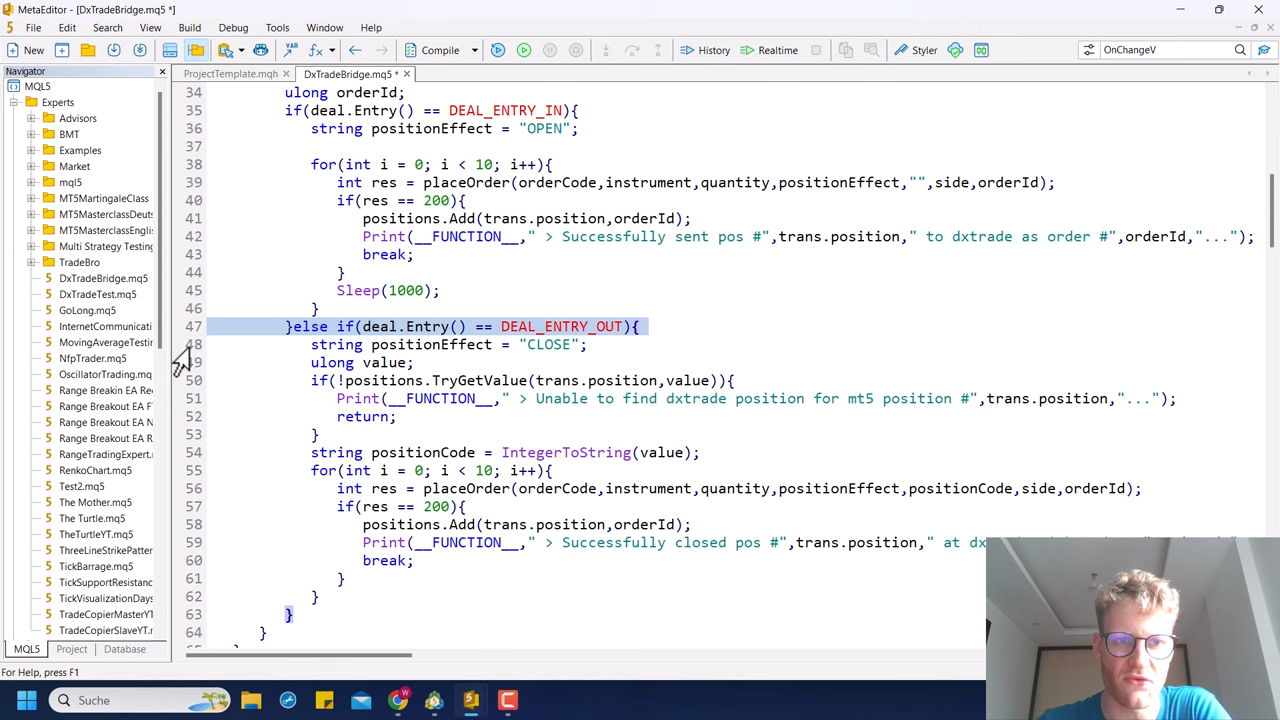 MetaEditor - [DxTradeBridge.mq5 *]
File Edit Search View Build Debug Tools Window Help
New Compile History Realtime Styler OnChangeV
Navigator
ProjectTemplate.mqh
DxTradeBridge.mq5 *
MQL5
Experts
Advisors
BMT
Examples
Market
mql5
MT5MartingaleClass
MT5MasterclassDeuts
MT5MasterclassEnglis
Multi Strategy Testing
TradeBro
DxTradeBridge.mq5
DxTradeTest.mq5
GoLong.mq5
InternetCommunicati
MovingAverageTestin
NfpTrader.mq5
OscillatorTrading.mq
Range Breakin EA Re
Range Breakout EA F
Range Breakout EA N
Range Breakout EA R
RangeTradingExpert.
RenkoChart.mq5
Test2.mq5
The Mother.mq5
The Turtle.mq5
TheTurtleYT.mq5
ThreeLineStrikePatter
TickBarrage.mq5
TickSupportResistanc
TickVisualizationDays
TradeCopierMasterYT
TradeCopierSlaveYT.r
MQL5 Project Database
34 ulong orderId;
35 if(deal.Entry() == DEAL_ENTRY_IN){
36 string positionEffect = "OPEN";
37
38 for(int i = 0; i < 10; i++){
39 int res = placeOrder(orderCode,instrument,quantity,positionEffect,"",side,orderId);
40 if(res == 200){
41 positions.Add(trans.position,orderId);
42 Print(__FUNCTION__," > Successfully sent pos #",trans.position," to dxtrade as order #",orderId,"...");
43 break;
44 }
45 Sleep(1000);
46 }
47 }else if(deal.Entry() == DEAL_ENTRY_OUT){
48 string positionEffect = "CLOSE";
49 ulong value;
50 if(!positions.TryGetValue(trans.position,value)){
51 Print(__FUNCTION__," > Unable to find dxtrade position for mt5 position #",trans.position,"...");
52 return;
53 }
54 string positionCode = IntegerToString(value);
55 for(int i = 0; i < 10; i++){
56 int res = placeOrder(orderCode,instrument,quantity,positionEffect,positionCode,side,orderId);
57 if(res == 200){
58 positions.Add(trans.position,orderId);
59 Print(__FUNCTION__," > Successfully closed pos #",trans.position," at dx
60 break;
61 }
62 }
63 }
64 }
For Help, press F1
Suche